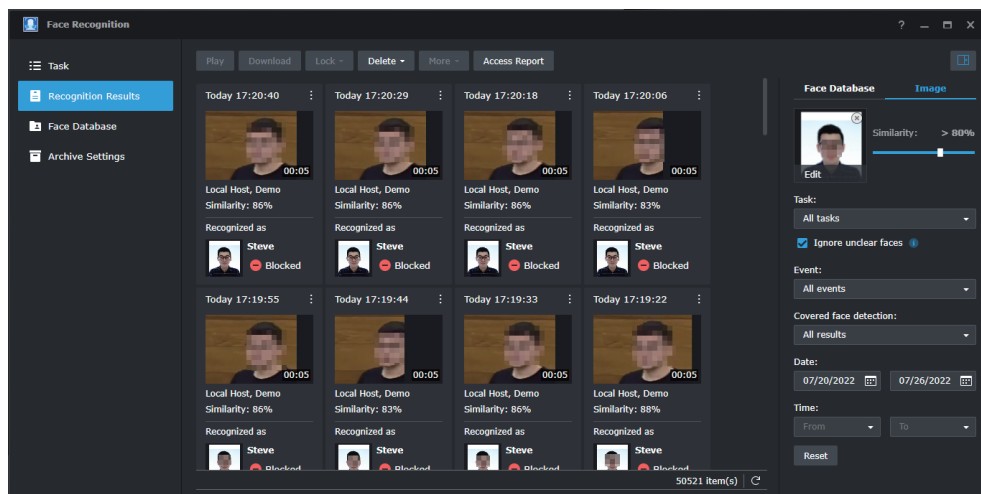 Face Recognition
?
Task
Recognition Results
Face Database
Archive Settings
Play Download Lock Delete More Access Report
Today 17:20:40 Today 17:20:29 Today 17:20:18 Today 17:20:06
00:05 00:05 00:05 00:05
Local Host, Demo Local Host, Demo Local Host, Demo Local Host, Demo
Similarity: 86% Similarity: 86% Similarity: 86% Similarity: 83%
Recognized as Recognized as Recognized as Recognized as
Steve Steve Steve Steve
Blocked Blocked Blocked Blocked
Today 17:19:55 Today 17:19:44 Today 17:19:33 Today 17:19:22
00:05 00:05 00:05 00:05
Local Host, Demo Local Host, Demo Local Host, Demo Local Host, Demo
Similarity: 86% Similarity: 83% Similarity: 86% Similarity: 88%
Recognized as Recognized as Recognized as Recognized as
Steve Steve Steve Steve
Blocked Blocked Blocked Blocked
50521 item(s)
Face Database Image
Similarity: > 80%
Edit
Task:
All tasks
Ignore unclear faces
Event:
All events
Covered face detection:
All results
Date:
07/20/2022 07/26/2022
Time:
From To
Reset